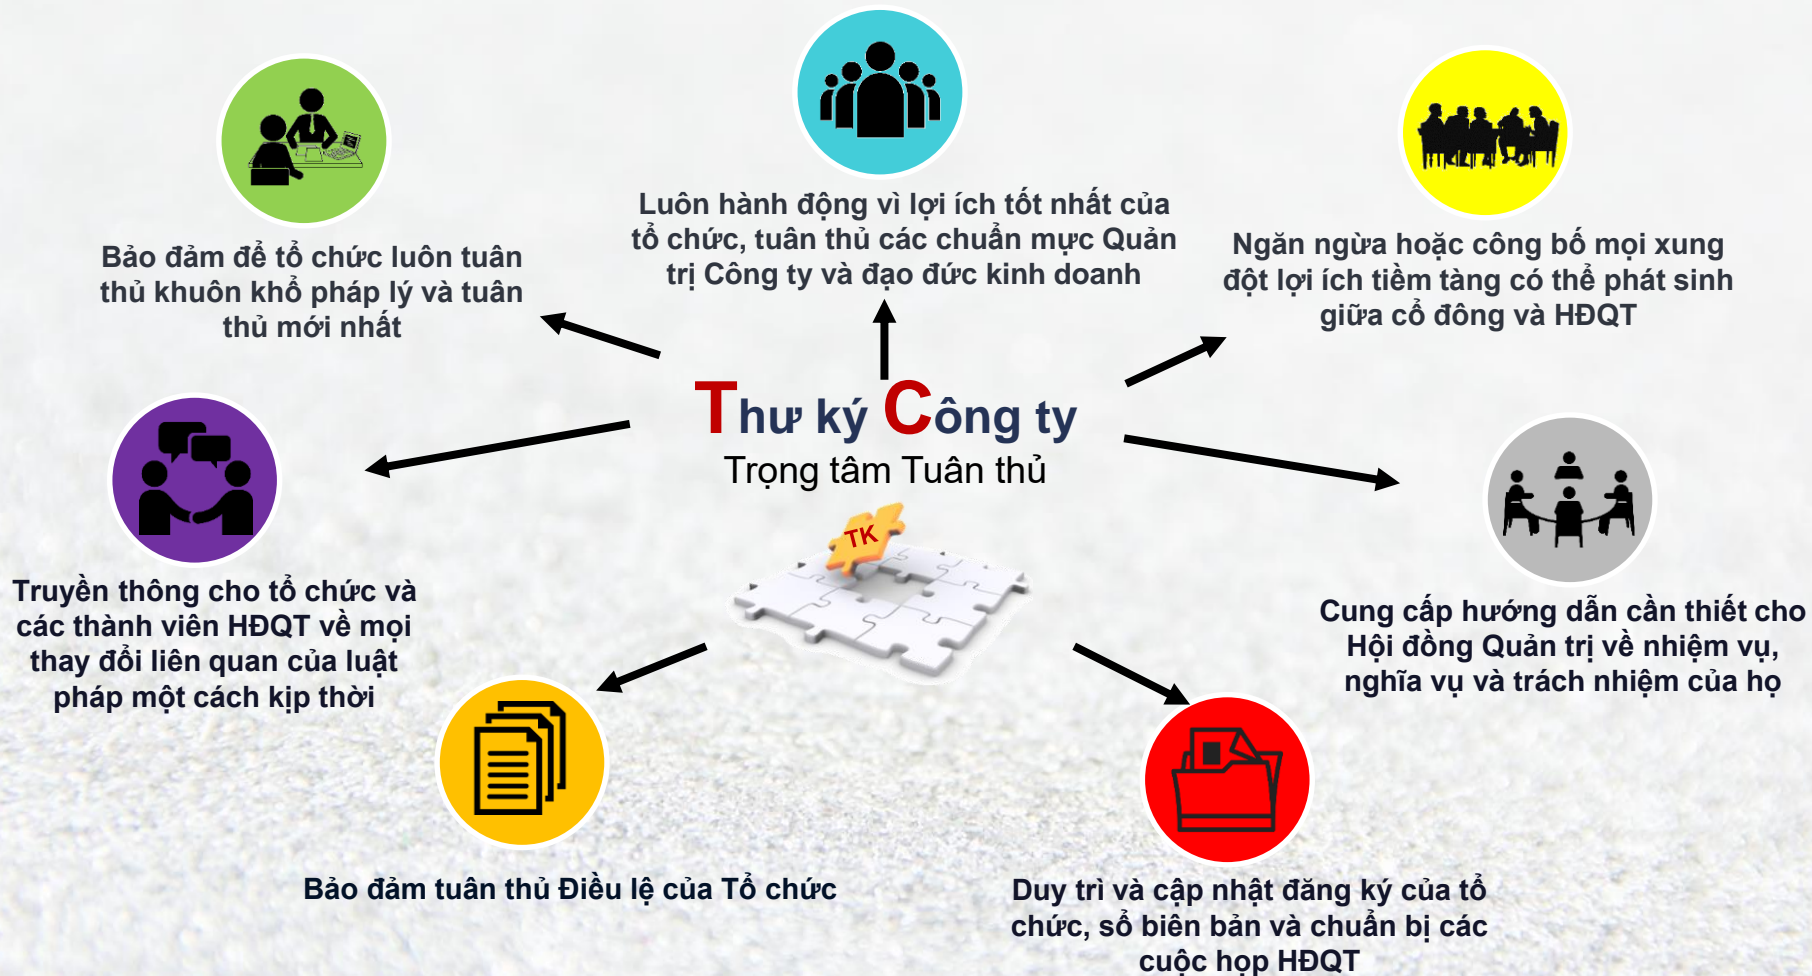 Luôn hành động vì lợi ích tốt nhất của
tổ chức, tuân thủ các chuẩn mực Quản
trị Công ty và đạo đức kinh doanh
Bảo đảm để tổ chức luôn tuân
thủ khuôn khổ pháp lý và tuân
thủ mới nhất
Ngăn ngừa hoặc công bố mọi xung
đột lợi ích tiềm tàng có thể phát sinh
giữa cổ đông và HĐQT
Thư ký Công ty
Trọng tâm Tuân thủ
TK
Truyền thông cho tổ chức và
các thành viên HĐQT về mọi
thay đổi liên quan của luật
pháp một cách kịp thời
Cung cấp hướng dẫn cần thiết cho
Hội đồng Quản trị về nhiệm vụ,
nghĩa vụ và trách nhiệm của họ
Bảo đảm tuân thủ Điều lệ của Tổ chức
Duy trì và cập nhật đăng ký của tổ
chức, sổ biên bản và chuẩn bị các
cuộc họp HĐQT